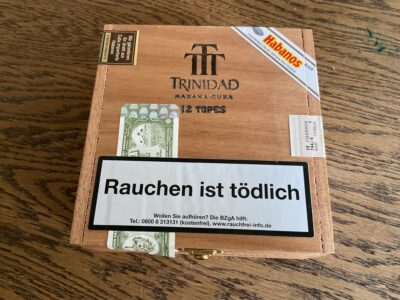 Habanos
TRINIDAD
HABANA-CUBA
12 TOPES
Rauchen ist tödlich
Wollen Sie aufhören? Die BZgA hilft:
Tel.: 0800 8 313131 (kostenfrei), www.rauchfrei-info.de